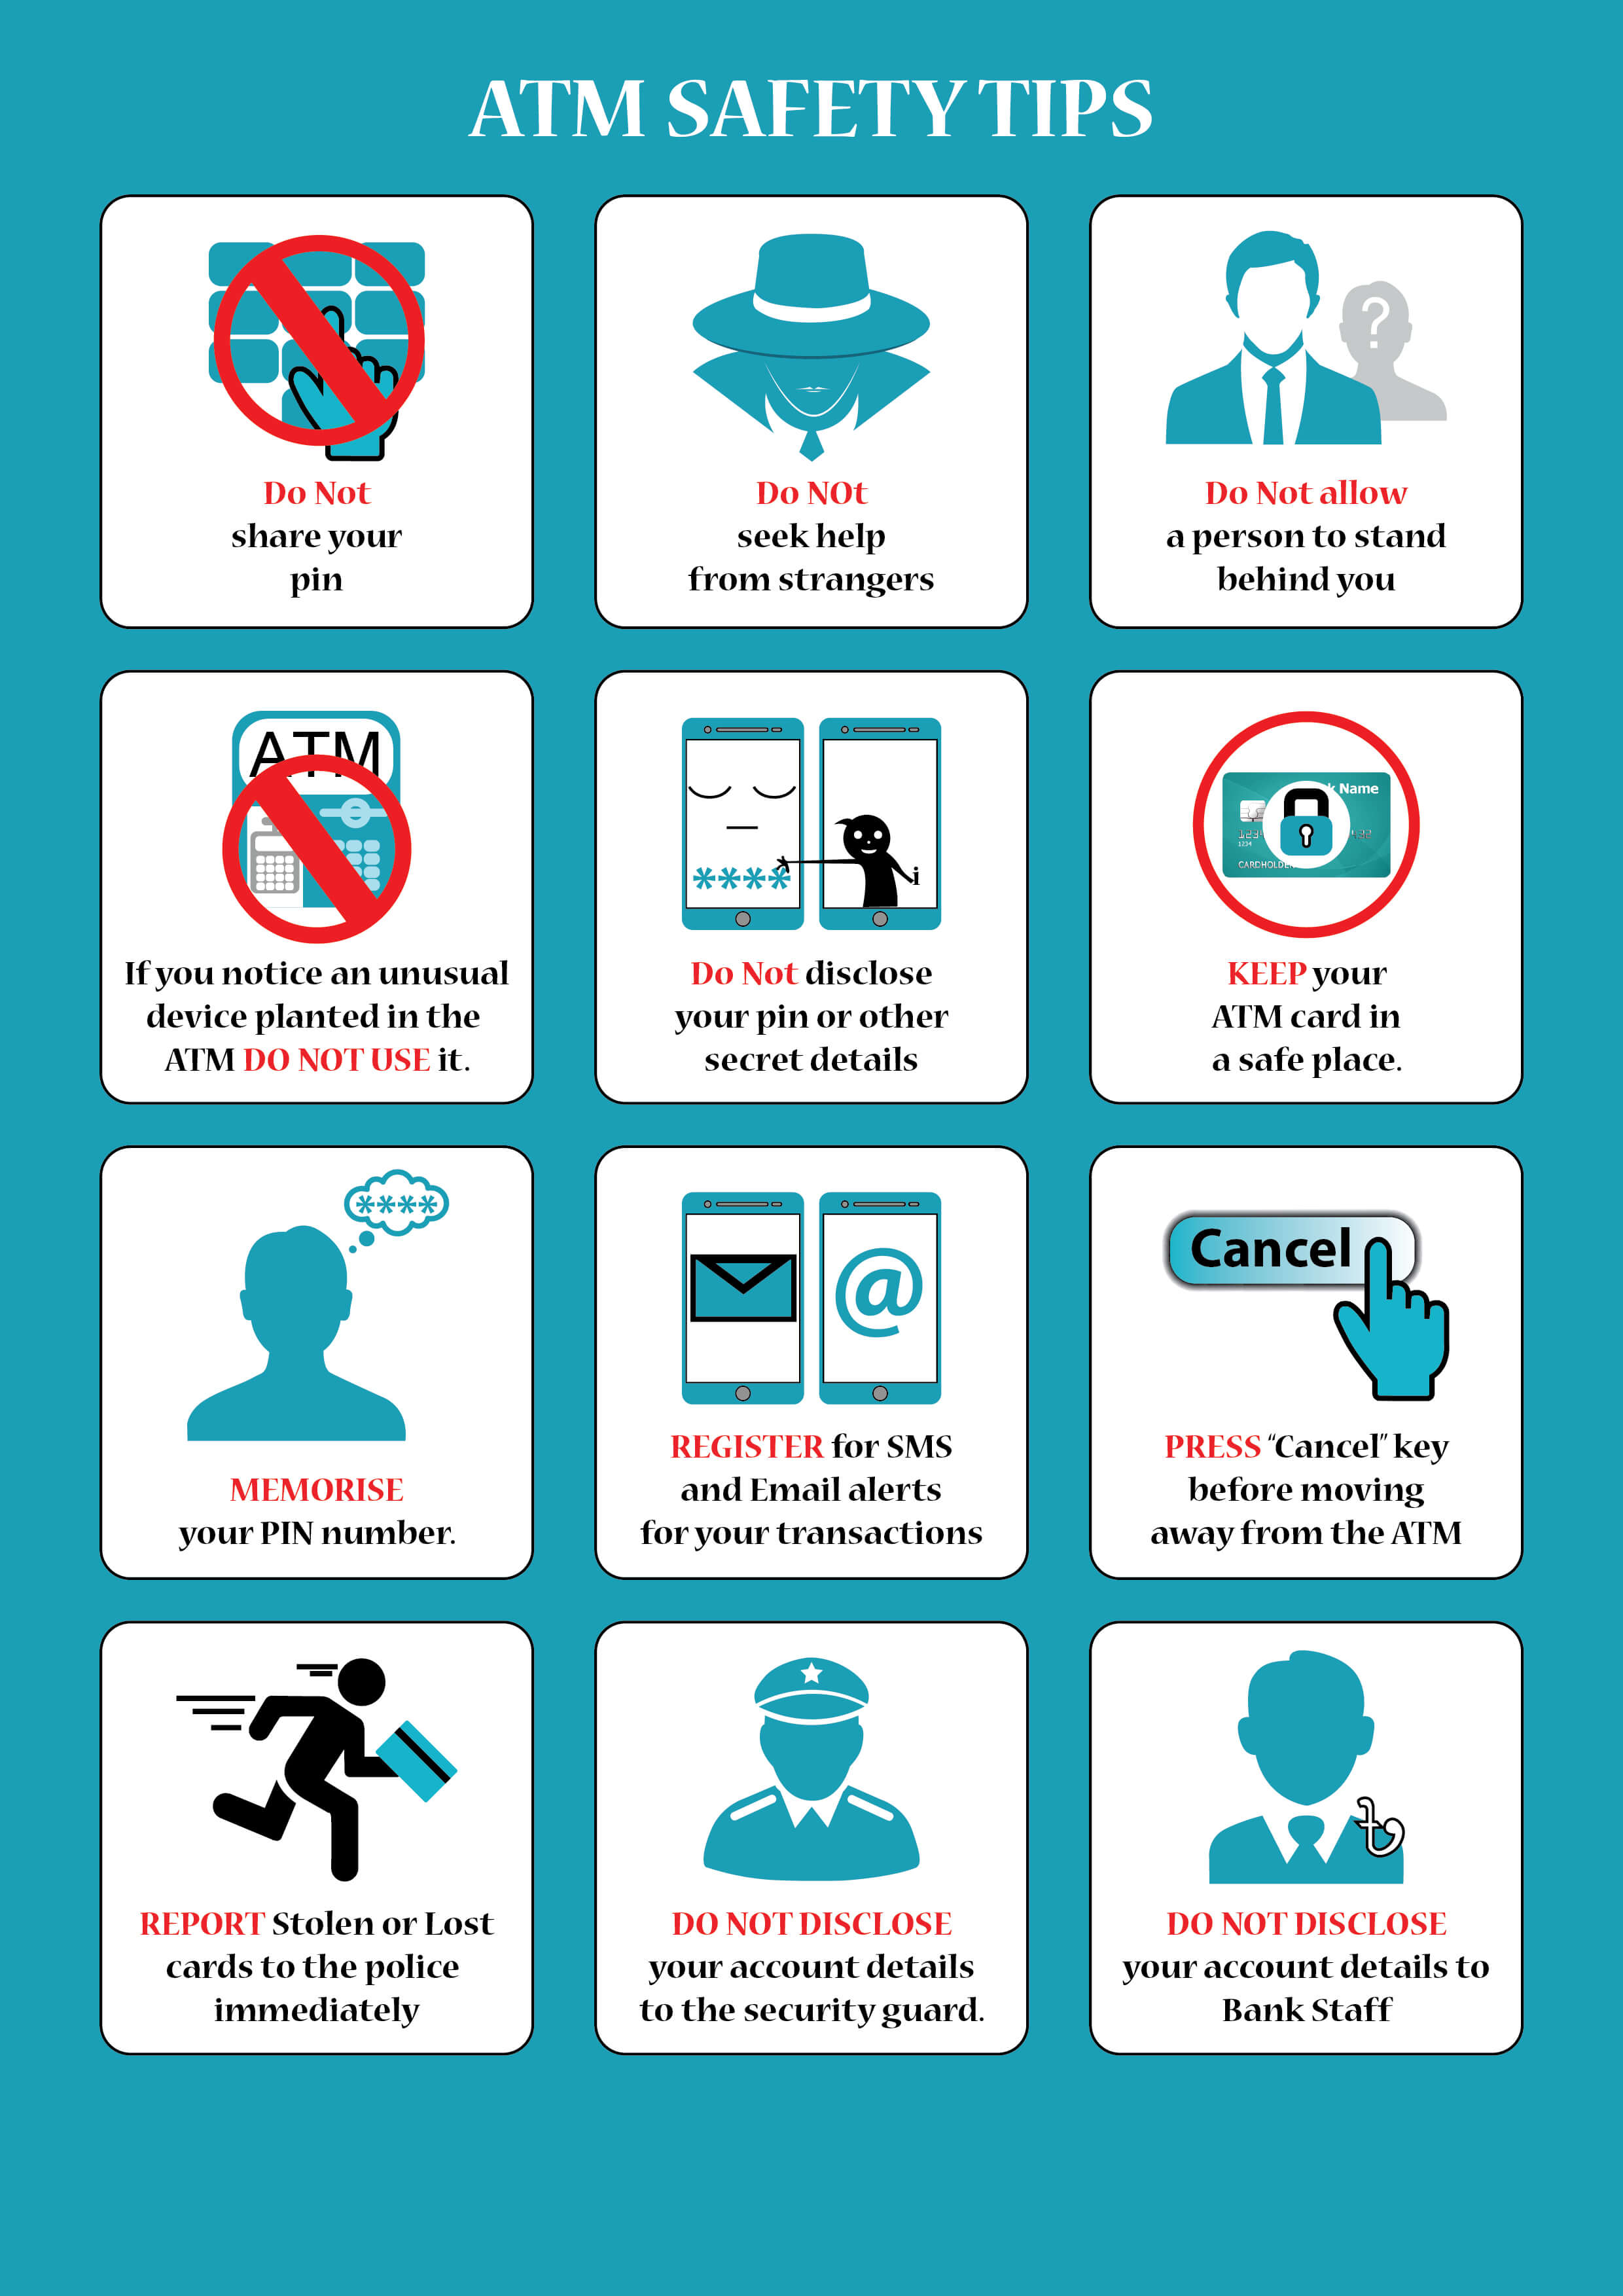 ATM SAFETY TIPS
Do Not
share your
pin
Do NOt
seek help
from strangers
?
Do Not allow
a person to stand
behind you
ATM
If you notice an unusual
device planted in the
ATM DO NOT USE it.
****
i
Do Not disclose
your pin or other
secret details
Name
1234
CARDHOLDE
KEEP your
ATM card in
a safe place.
****
MEMORISE
your PIN number.
@
REGISTER for SMS
and Email alerts
for your transactions
Cancel
PRESS “Cancel” key
before moving
away from the ATM
REPORT Stolen or Lost
cards to the police
immediately
DO NOT DISCLOSE
your account details
to the security guard.
৳
DO NOT DISCLOSE
your account details to
Bank Staff